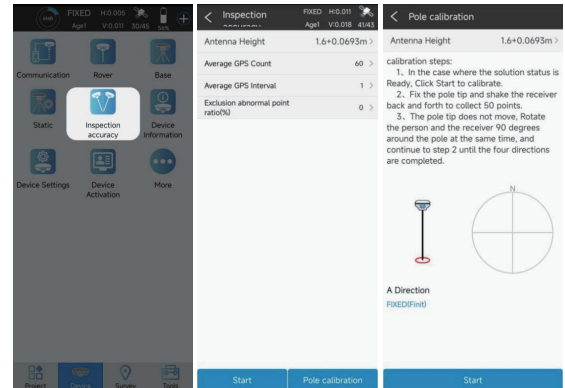 FIXED H:0.005
Age1 V:0.011 30/45 56%
Communication Rover Base
Static Inspection accuracy Device Information
Device Settings Device Activation More
Project Device Survey Tools
Inspection
FIXED H:0.011
Age1 V:0.018 41/43
Antenna Height 1.6+0.0693m >
Average GPS Count 60 >
Average GPS Interval 1 >
Exclusion abnormal point
ratio(%) 0 >
Start Pole calibration
Pole calibration
Antenna Height 1.6+0.0693m >
calibration steps:
1、In the case where the solution status is
Ready, Click Start to calibrate.
2、Fix the pole tip and shake the receiver
back and forth to collect 50 points.
3、The pole tip does not move, Rotate
the person and the receiver 90 degrees
around the pole at the same time, and
continue to step 2 until the four directions
are completed.
N
A Direction
FIXED(Finit)
Start